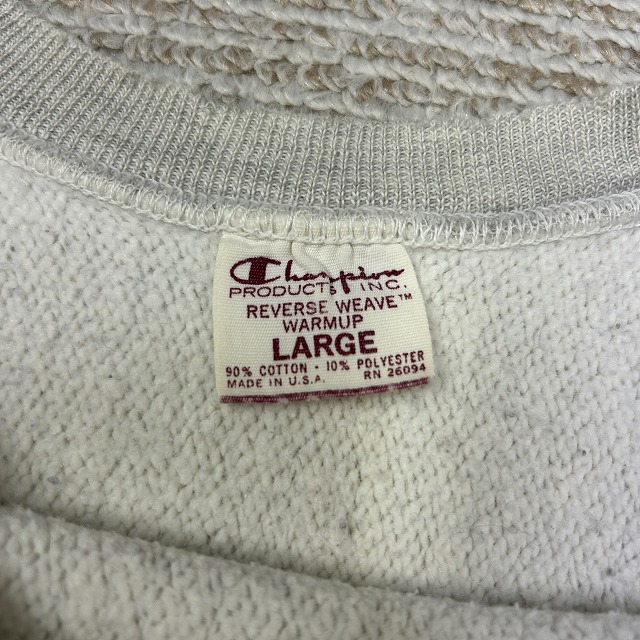 Champion
PRODUCTS INC.
REVERSE WEAVE™
WARMUP
LARGE
90% COTTON · 10% POLYESTER
MADE IN U.S.A. RN 26094